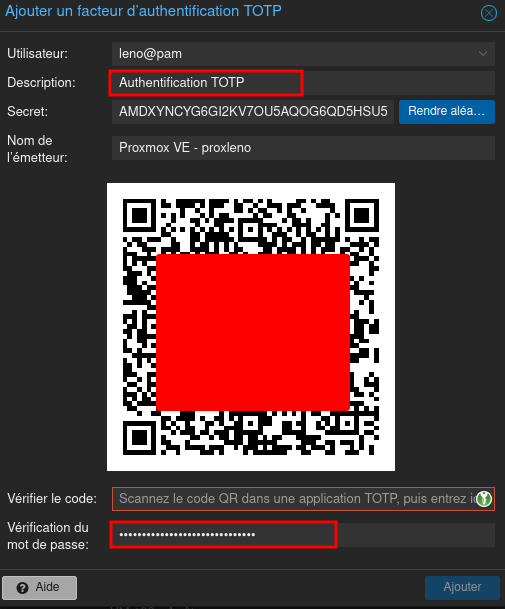 Ajouter un facteur d'authentification TOTP
Utilisateur: leno@pam
Description: Authentification TOTP
Secret: AMDXYNCYG6GI2KV7OU5AQOG6QD5HSU5 Rendre aléa…
Nom de
l'émetteur: Proxmox VE - proxleno
Vérifier le code: Scannez le code QR dans une application TOTP, puis entrez
Vérification du
mot de passe: ••••••••••••••••••••••••••••••
Aide
Ajouter